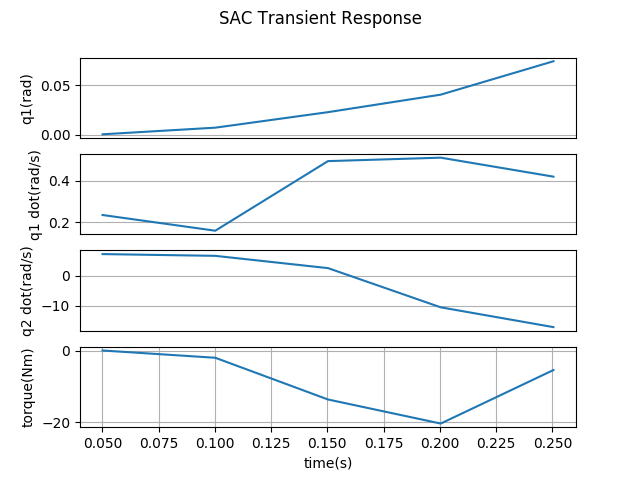 SAC Transient Response
q1(rad)
0.05
0.00
q1 dot(rad/s)
0.4
0.2
q2 dot(rad/s)
0
−10
torque(Nm)
0
−20
0.050 0.075 0.100 0.125 0.150 0.175 0.200 0.225 0.250
time(s)